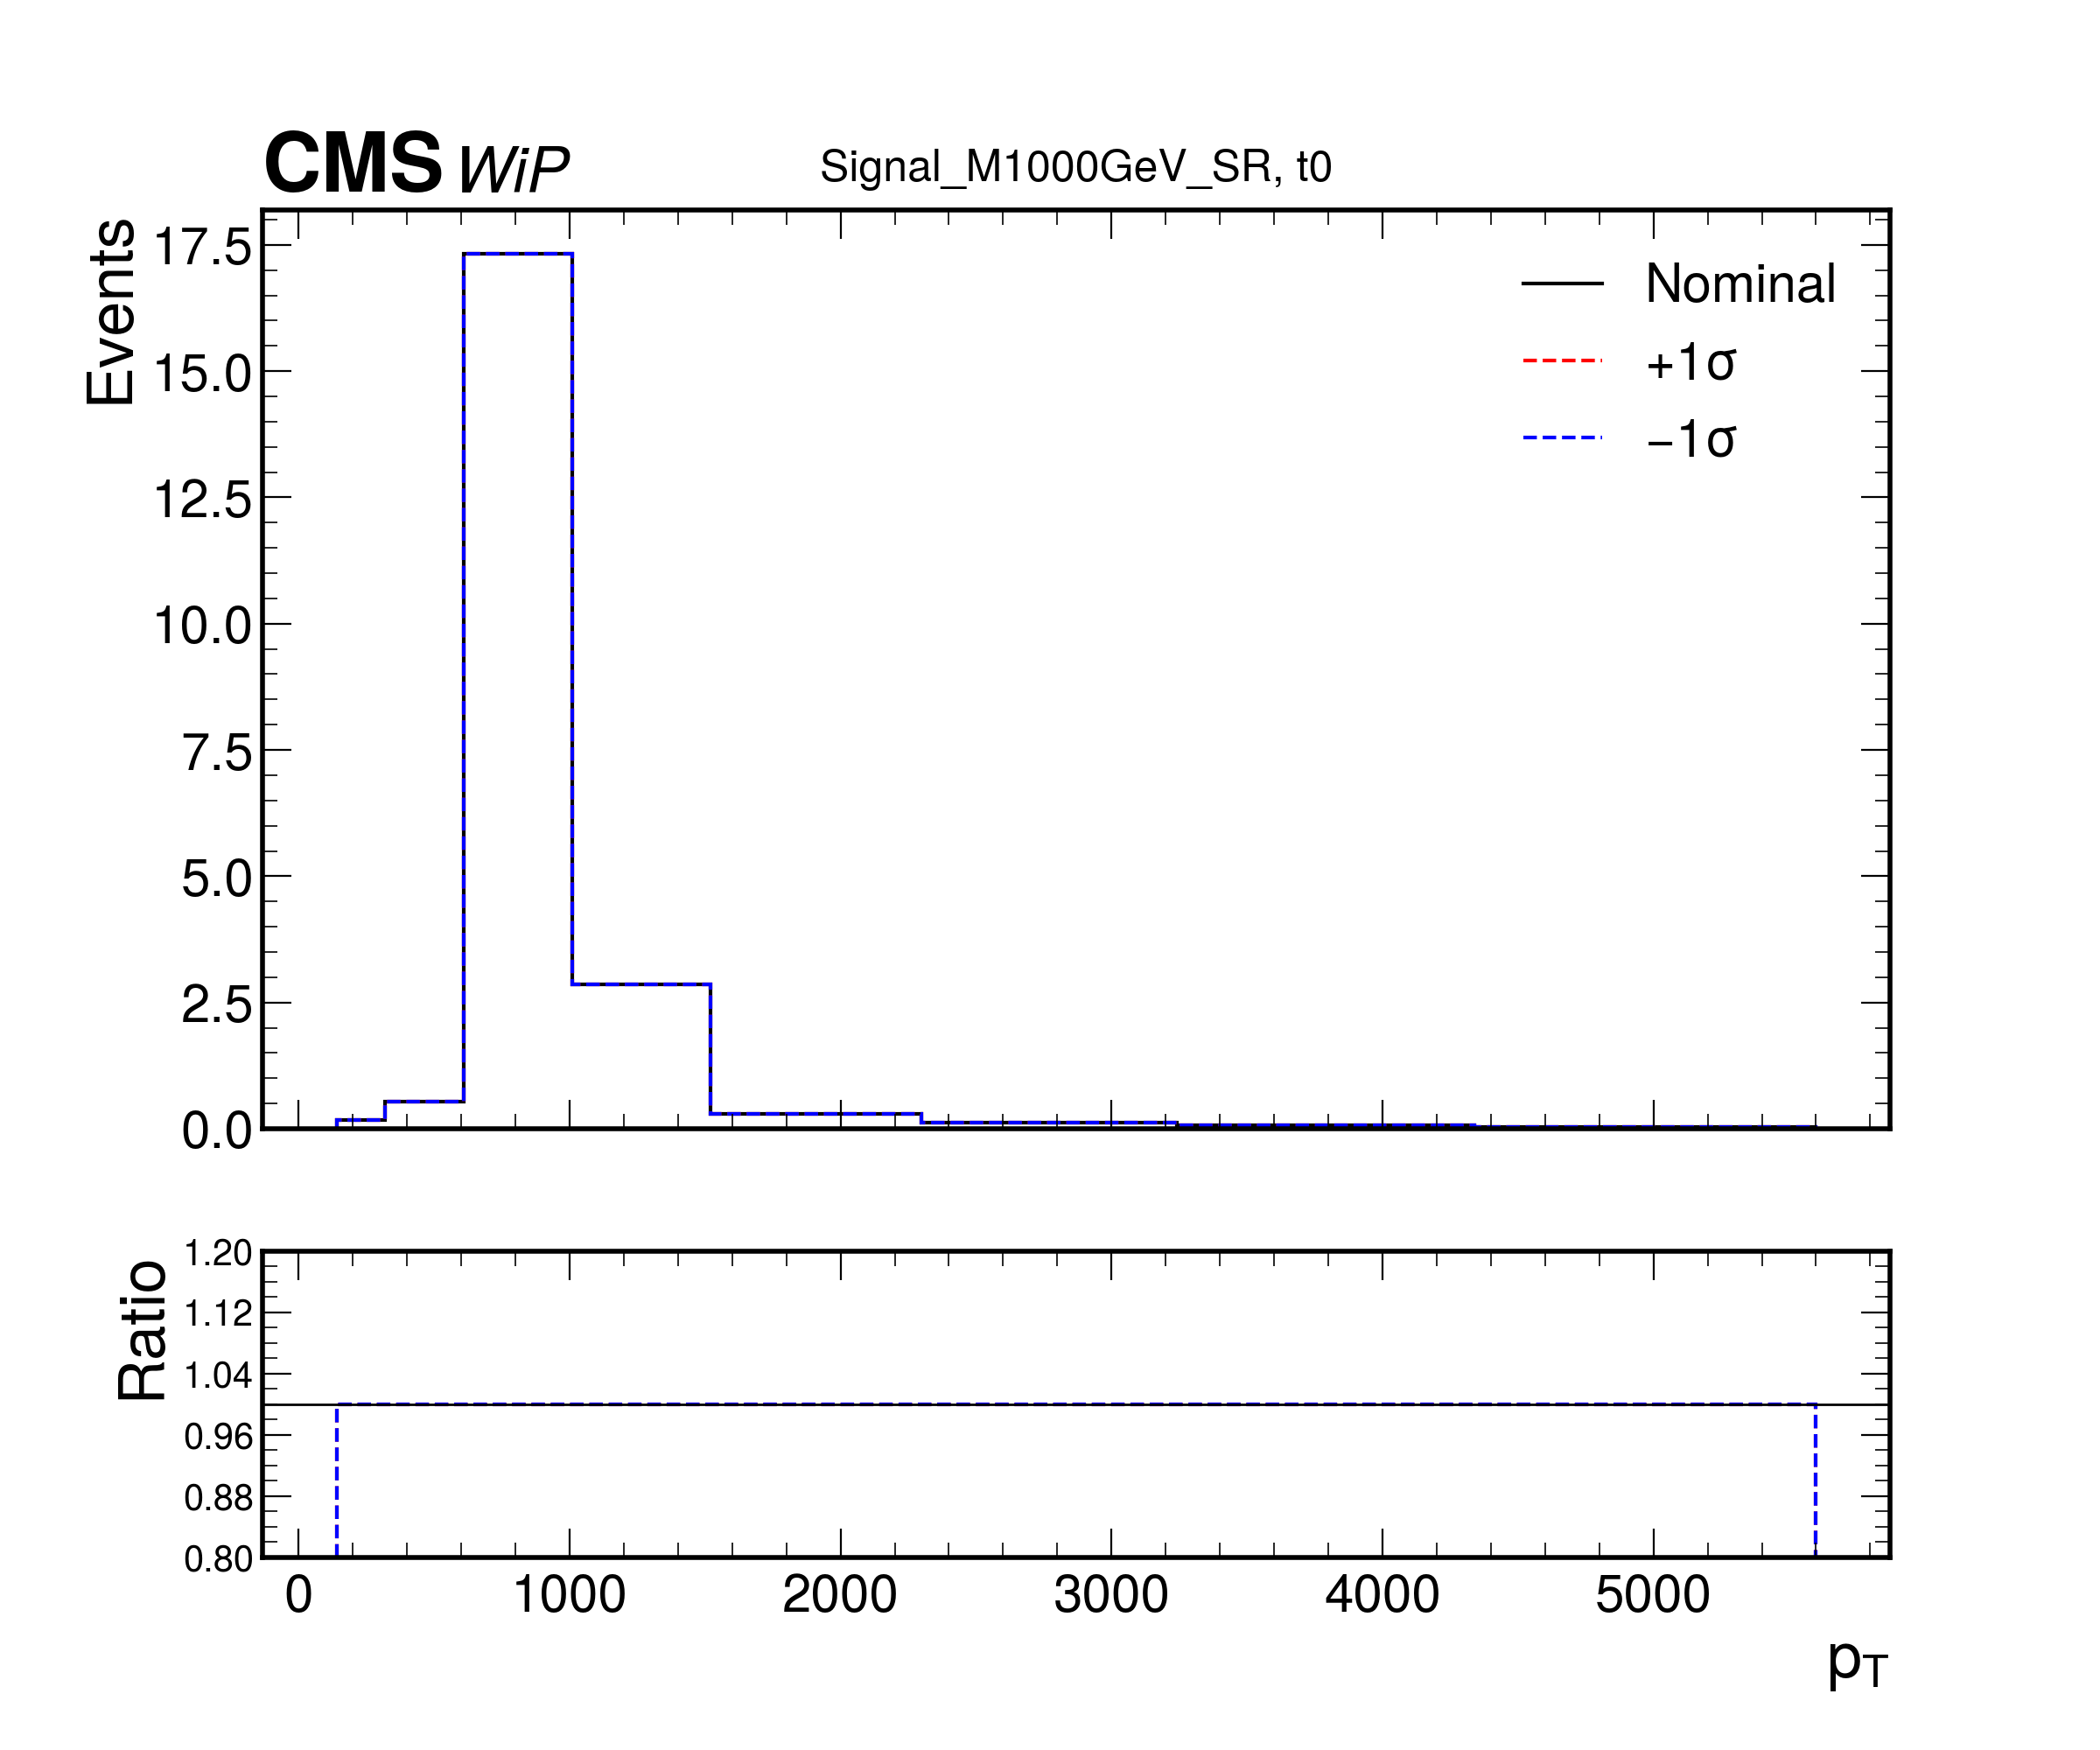 CMS WiP
Signal_M1000GeV_SR, t0
Events
17.5
15.0
12.5
10.0
7.5
5.0
2.5
0.0
Nominal
+1σ
−1σ
Ratio
1.20
1.12
1.04
0.96
0.88
0.80
0 1000 2000 3000 4000 5000
pT